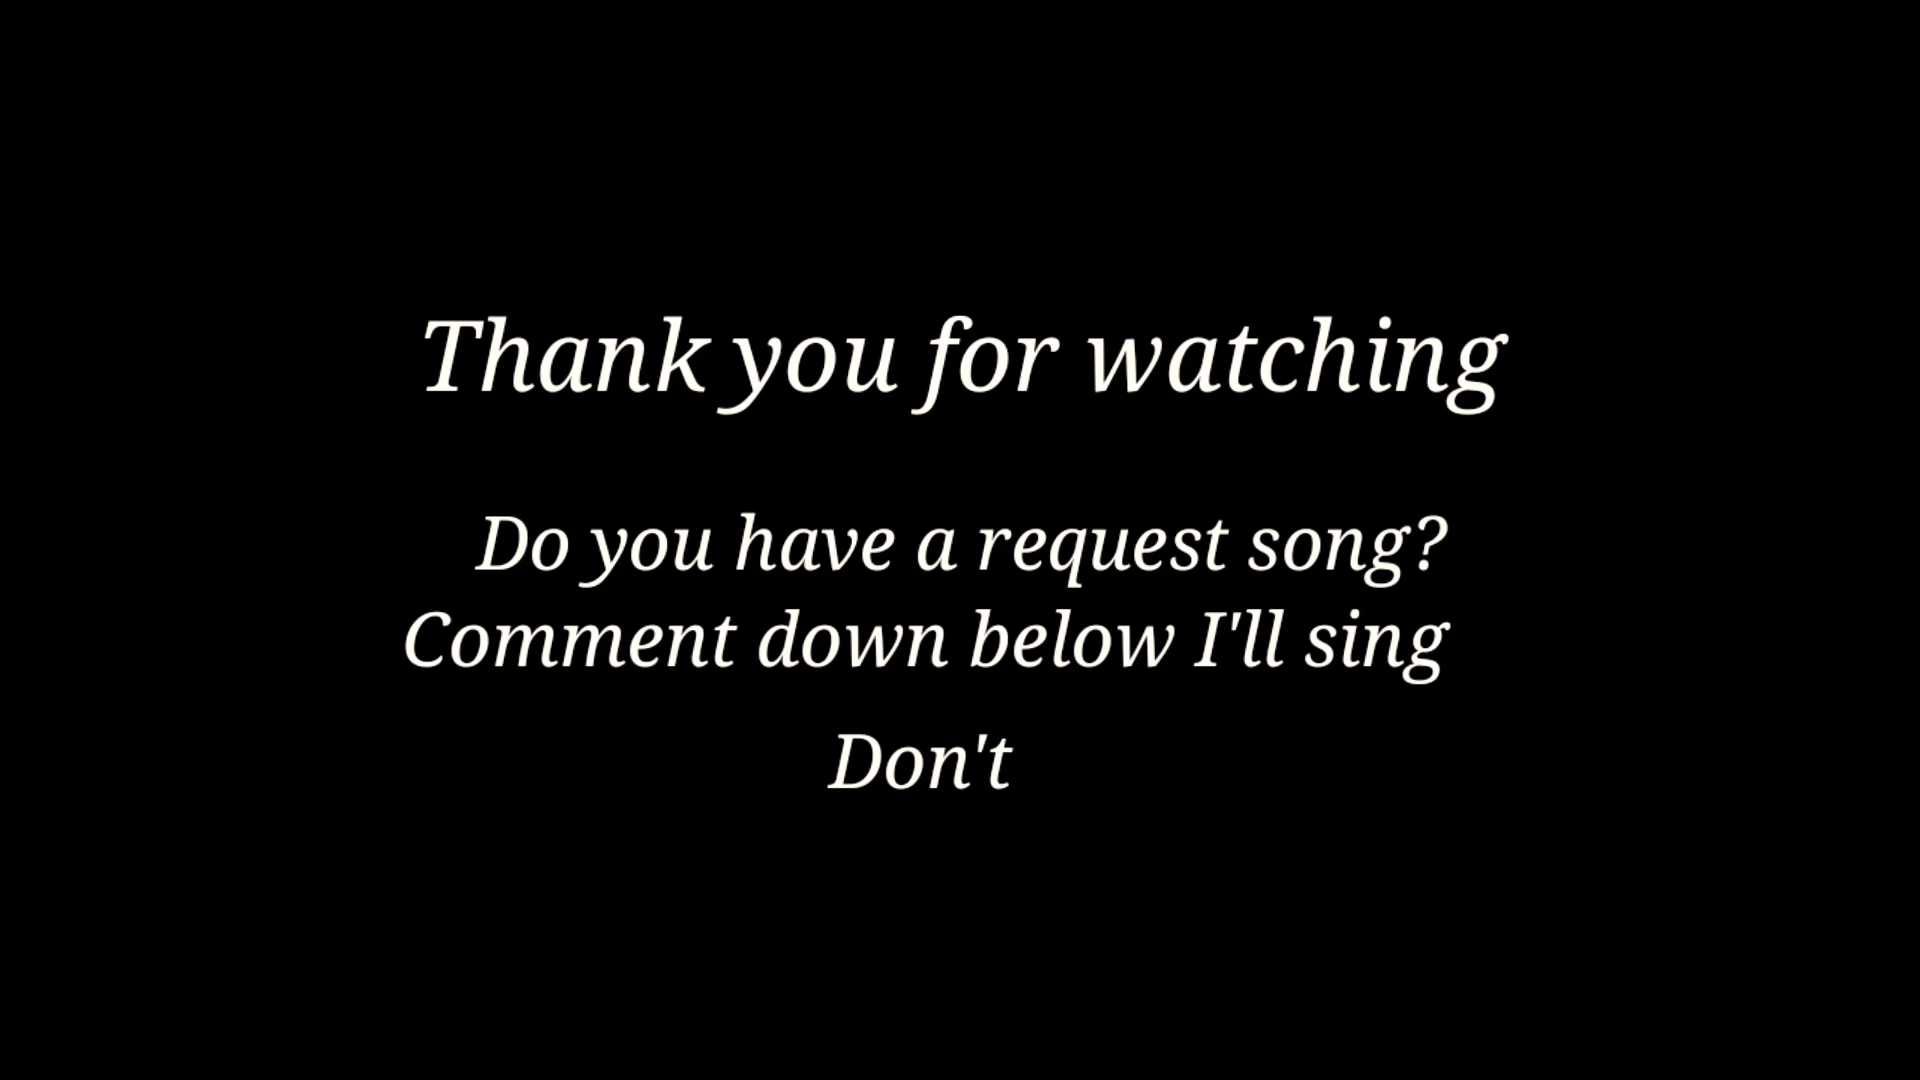 Thank you for watching
Do you have a request song?
Comment down below I'll sing
Don't